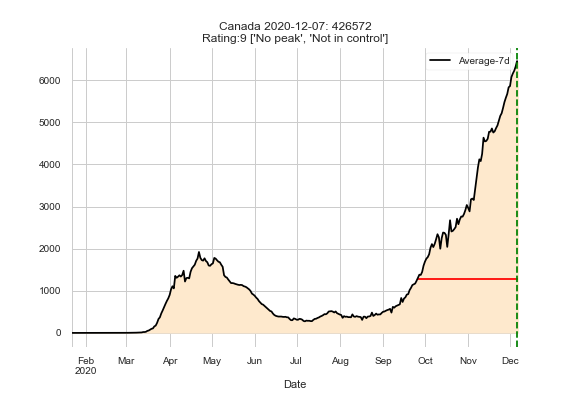 Canada 2020-12-07: 426572
Rating:9 ['No peak', 'Not in control']
Average-7d
6000
5000
4000
3000
2000
1000
0
Feb Mar Apr May Jun Jul Aug Sep Oct Nov Dec
2020
Date